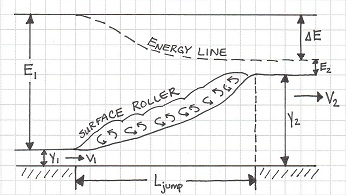 ENERGY LINE
ΔE
E₁
E₂
SURFACE ROLLER
V₂
Y₂
Y₁
V₁
Ljump